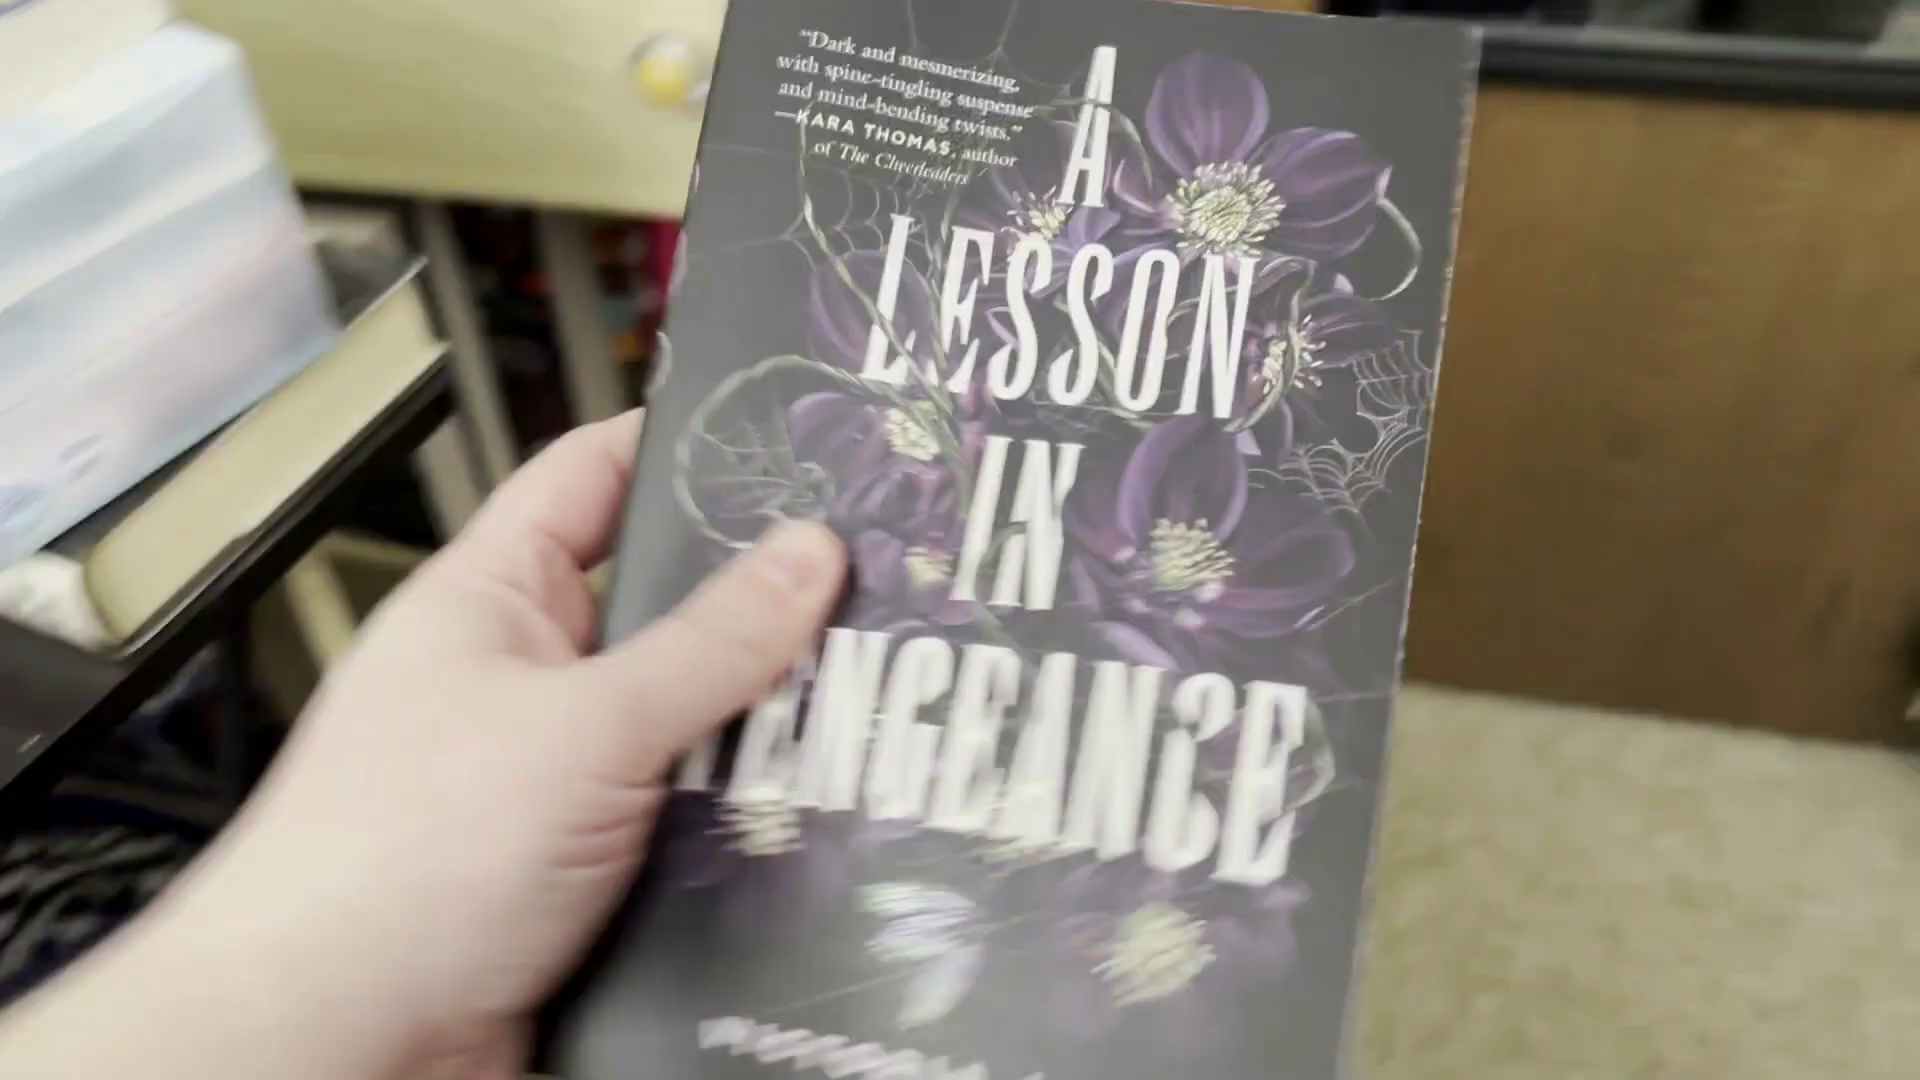 “Dark and mesmerizing,
with spine-tingling suspense
and mind-bending twists.”
—KARA THOMAS, author
of The Cheerleaders
A
LESSON
IN
VENGEANCE